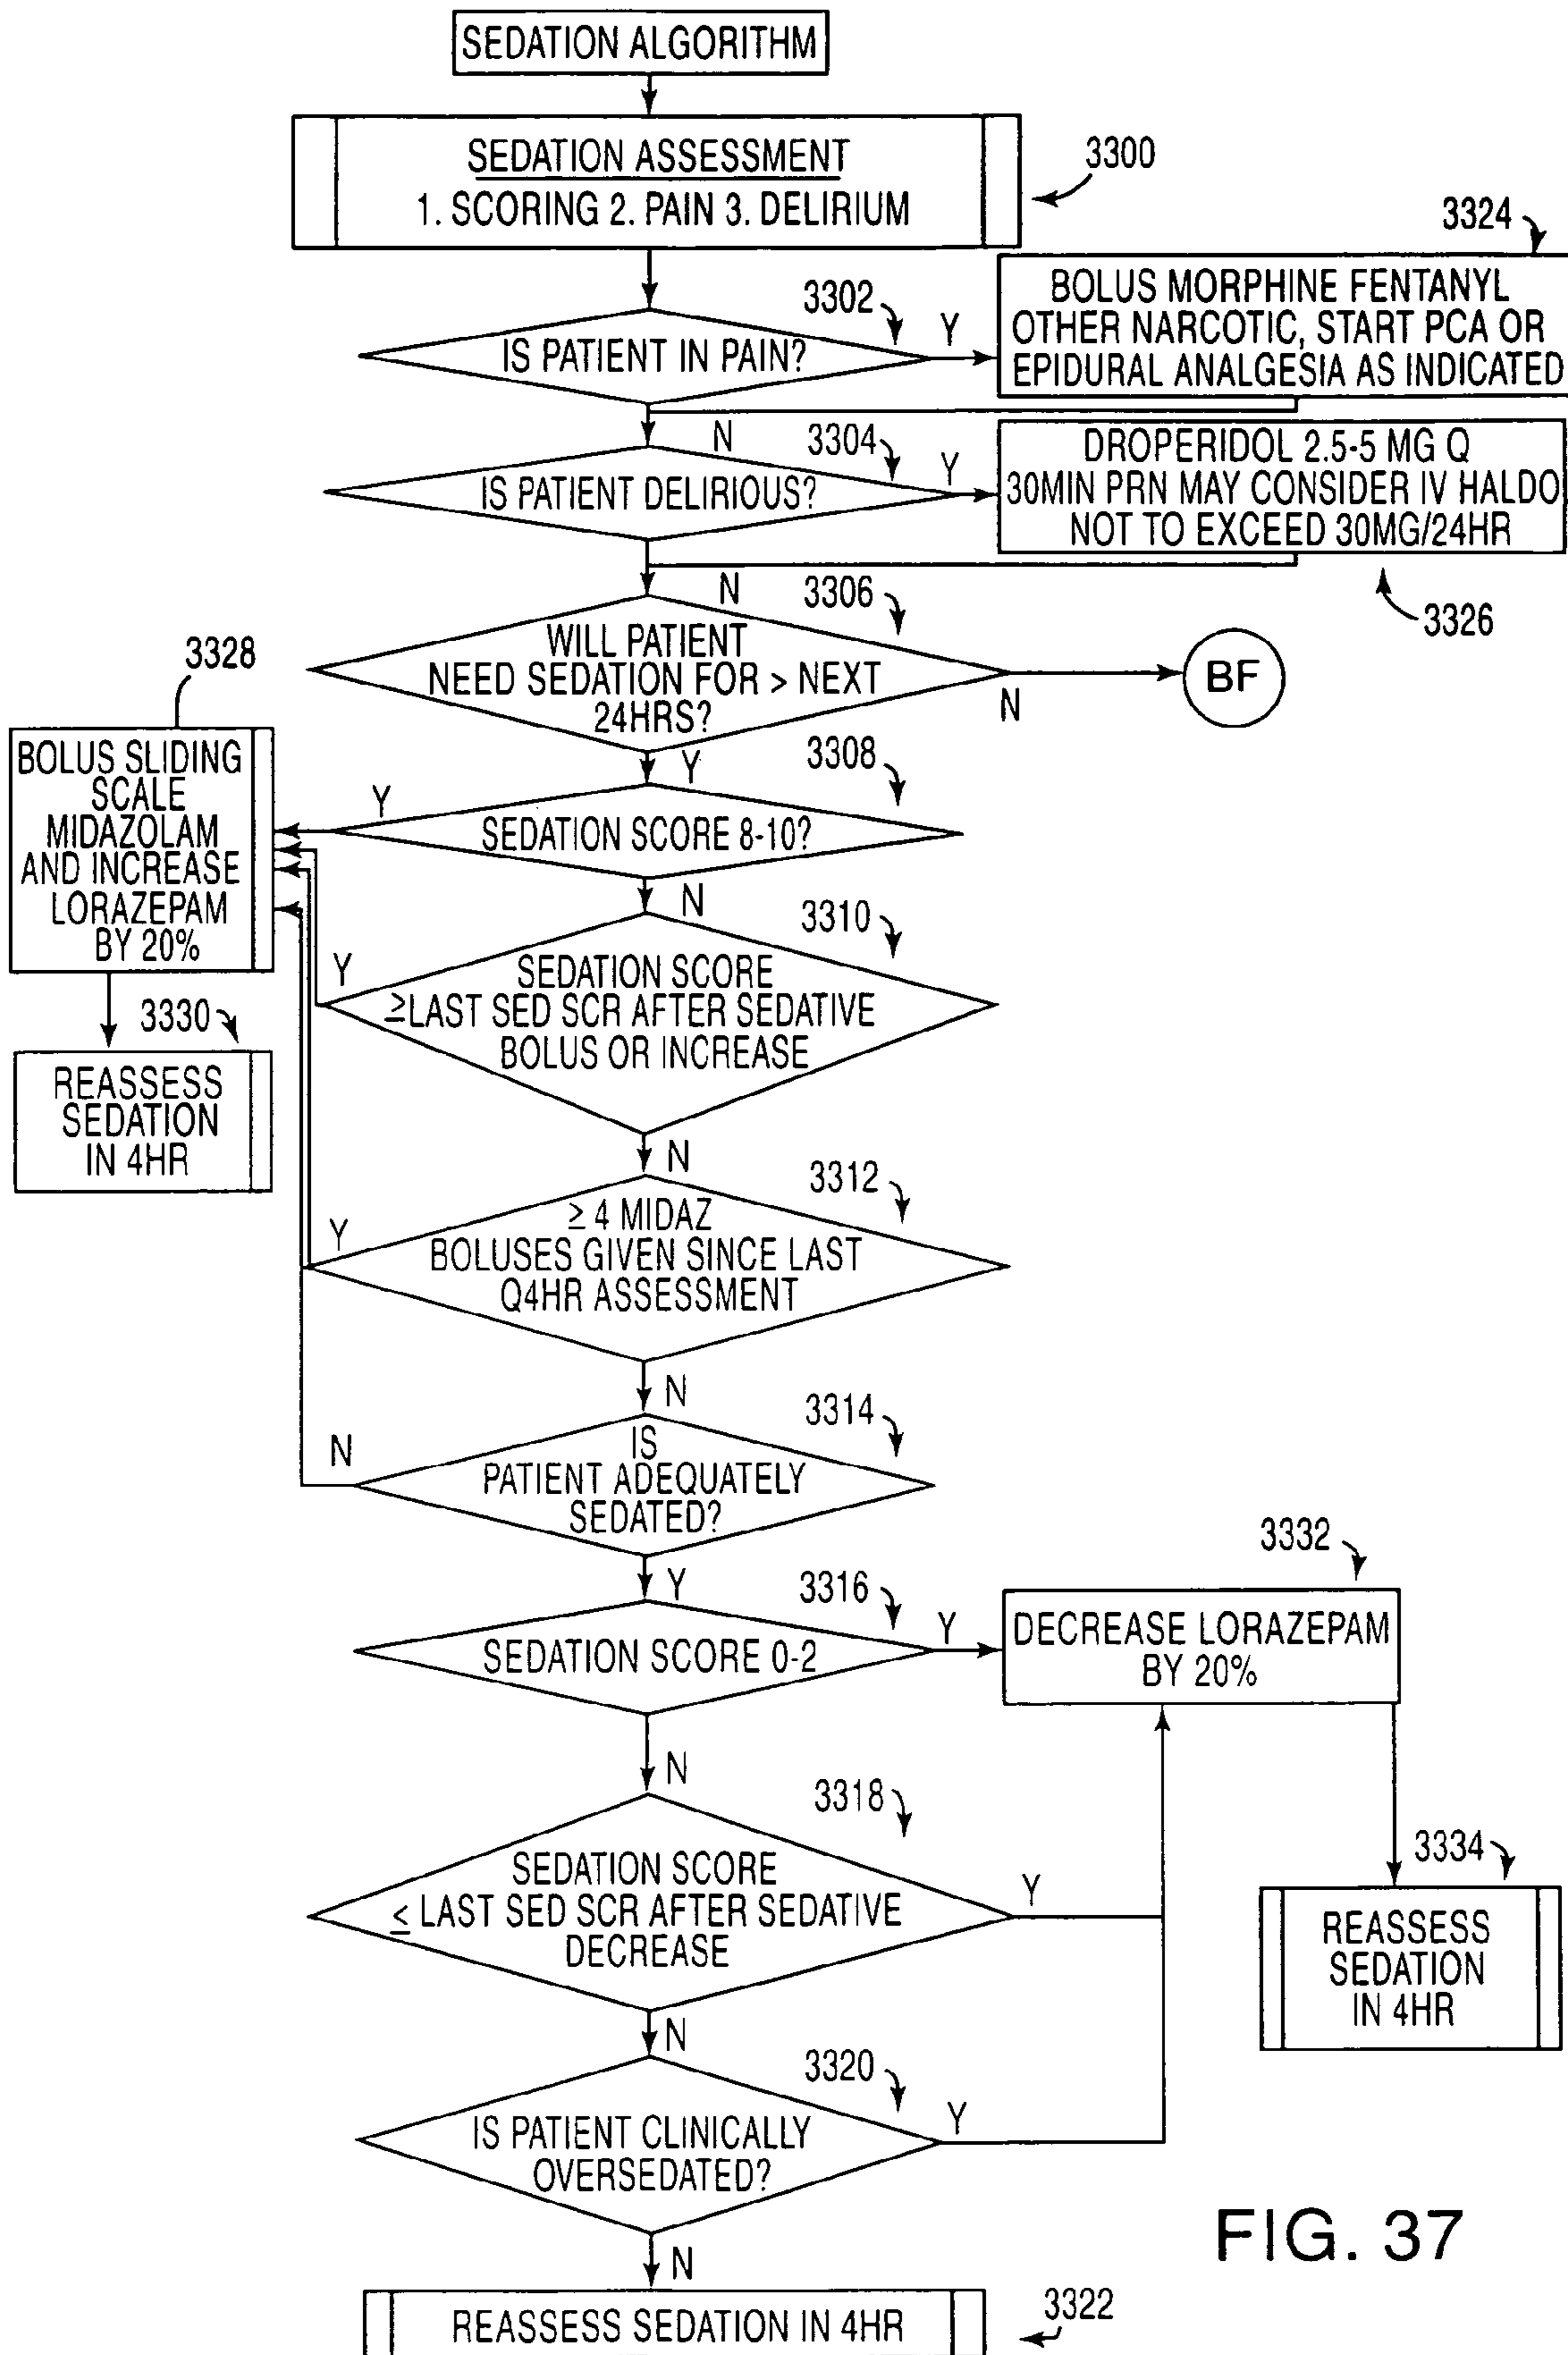 SEDATION ALGORITHM
SEDATION ASSESSMENT
1. SCORING 2. PAIN 3. DELIRIUM
3300
3324
3302
IS PATIENT IN PAIN?
Y
BOLUS MORPHINE FENTANYL
OTHER NARCOTIC, START PCA OR
EPIDURAL ANALGESIA AS INDICATED
N
3304
IS PATIENT DELIRIOUS?
Y
DROPERIDOL 2.5-5 MG Q
30MIN PRN MAY CONSIDER IV HALDO
NOT TO EXCEED 30MG/24HR
3326
N
3306
WILL PATIENT
NEED SEDATION FOR > NEXT
24HRS?
N
BF
3328
BOLUS SLIDING
SCALE
MIDAZOLAM
AND INCREASE
LORAZEPAM
BY 20%
Y
3308
Y
SEDATION SCORE 8-10?
N
3310
Y
SEDATION SCORE
≥LAST SED SCR AFTER SEDATIVE
BOLUS OR INCREASE
3330
REASSESS
SEDATION
IN 4HR
N
3312
Y
≥ 4 MIDAZ
BOLUSES GIVEN SINCE LAST
Q4HR ASSESSMENT
N
3314
N
IS
PATIENT ADEQUATELY
SEDATED?
Y
3316
SEDATION SCORE 0-2
Y
3332
DECREASE LORAZEPAM
BY 20%
N
3318
SEDATION SCORE
≤ LAST SED SCR AFTER SEDATIVE
DECREASE
Y
3334
REASSESS
SEDATION
IN 4HR
N
3320
IS PATIENT CLINICALLY
OVERSEDATED?
Y
N
REASSESS SEDATION IN 4HR
3322
FIG. 37